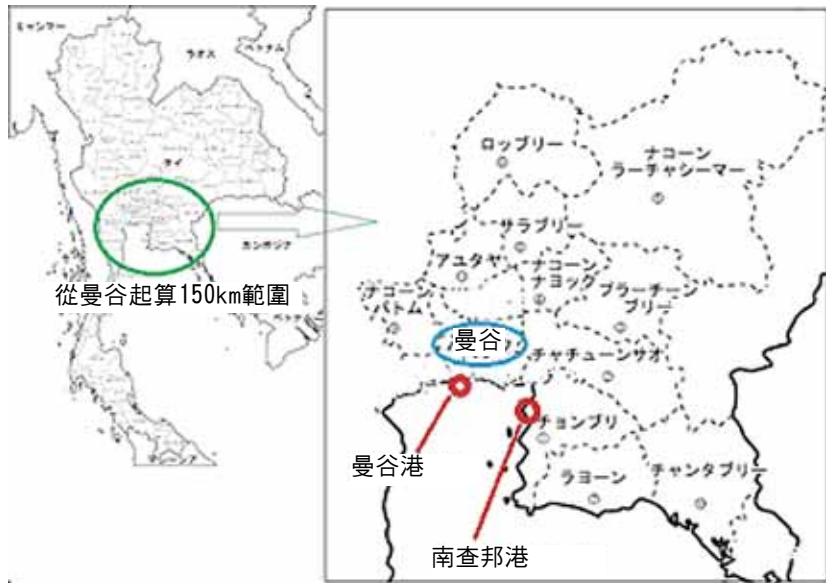 ミャンマー
ラオス
ベトナム
タイ
カンボジア
從曼谷起算150km範圍
ロッブリー
ナコーン
ラーチャシーマー
サラブリー
アユタヤ
ナコーン
ナヨック
ナコーン
パトム
プラーチーン
ブリー
曼谷
チャチューンサオ
チョンブリ
ラヨーン
チャンタブリー
曼谷港
南查邦港